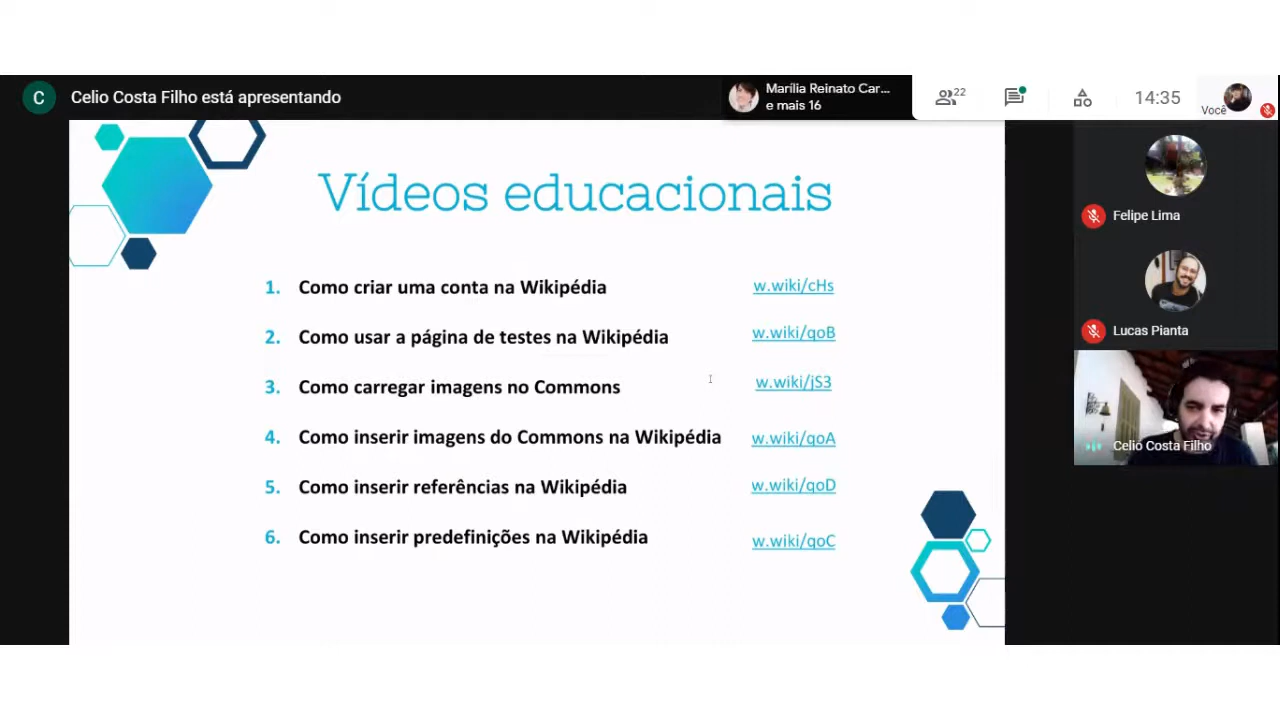 C
Celio Costa Filho está apresentando
Marília Reinato Car...
e mais 16
22
14:35
Você
Vídeos educacionais
1. Como criar uma conta na Wikipédia w.wiki/cHs
2. Como usar a página de testes na Wikipédia w.wiki/qoB
3. Como carregar imagens no Commons w.wiki/jS3
4. Como inserir imagens do Commons na Wikipédia w.wiki/qoA
5. Como inserir referências na Wikipédia w.wiki/qoD
6. Como inserir predefinições na Wikipédia w.wiki/qoC
Felipe Lima
Lucas Pianta
Celio Costa Filho